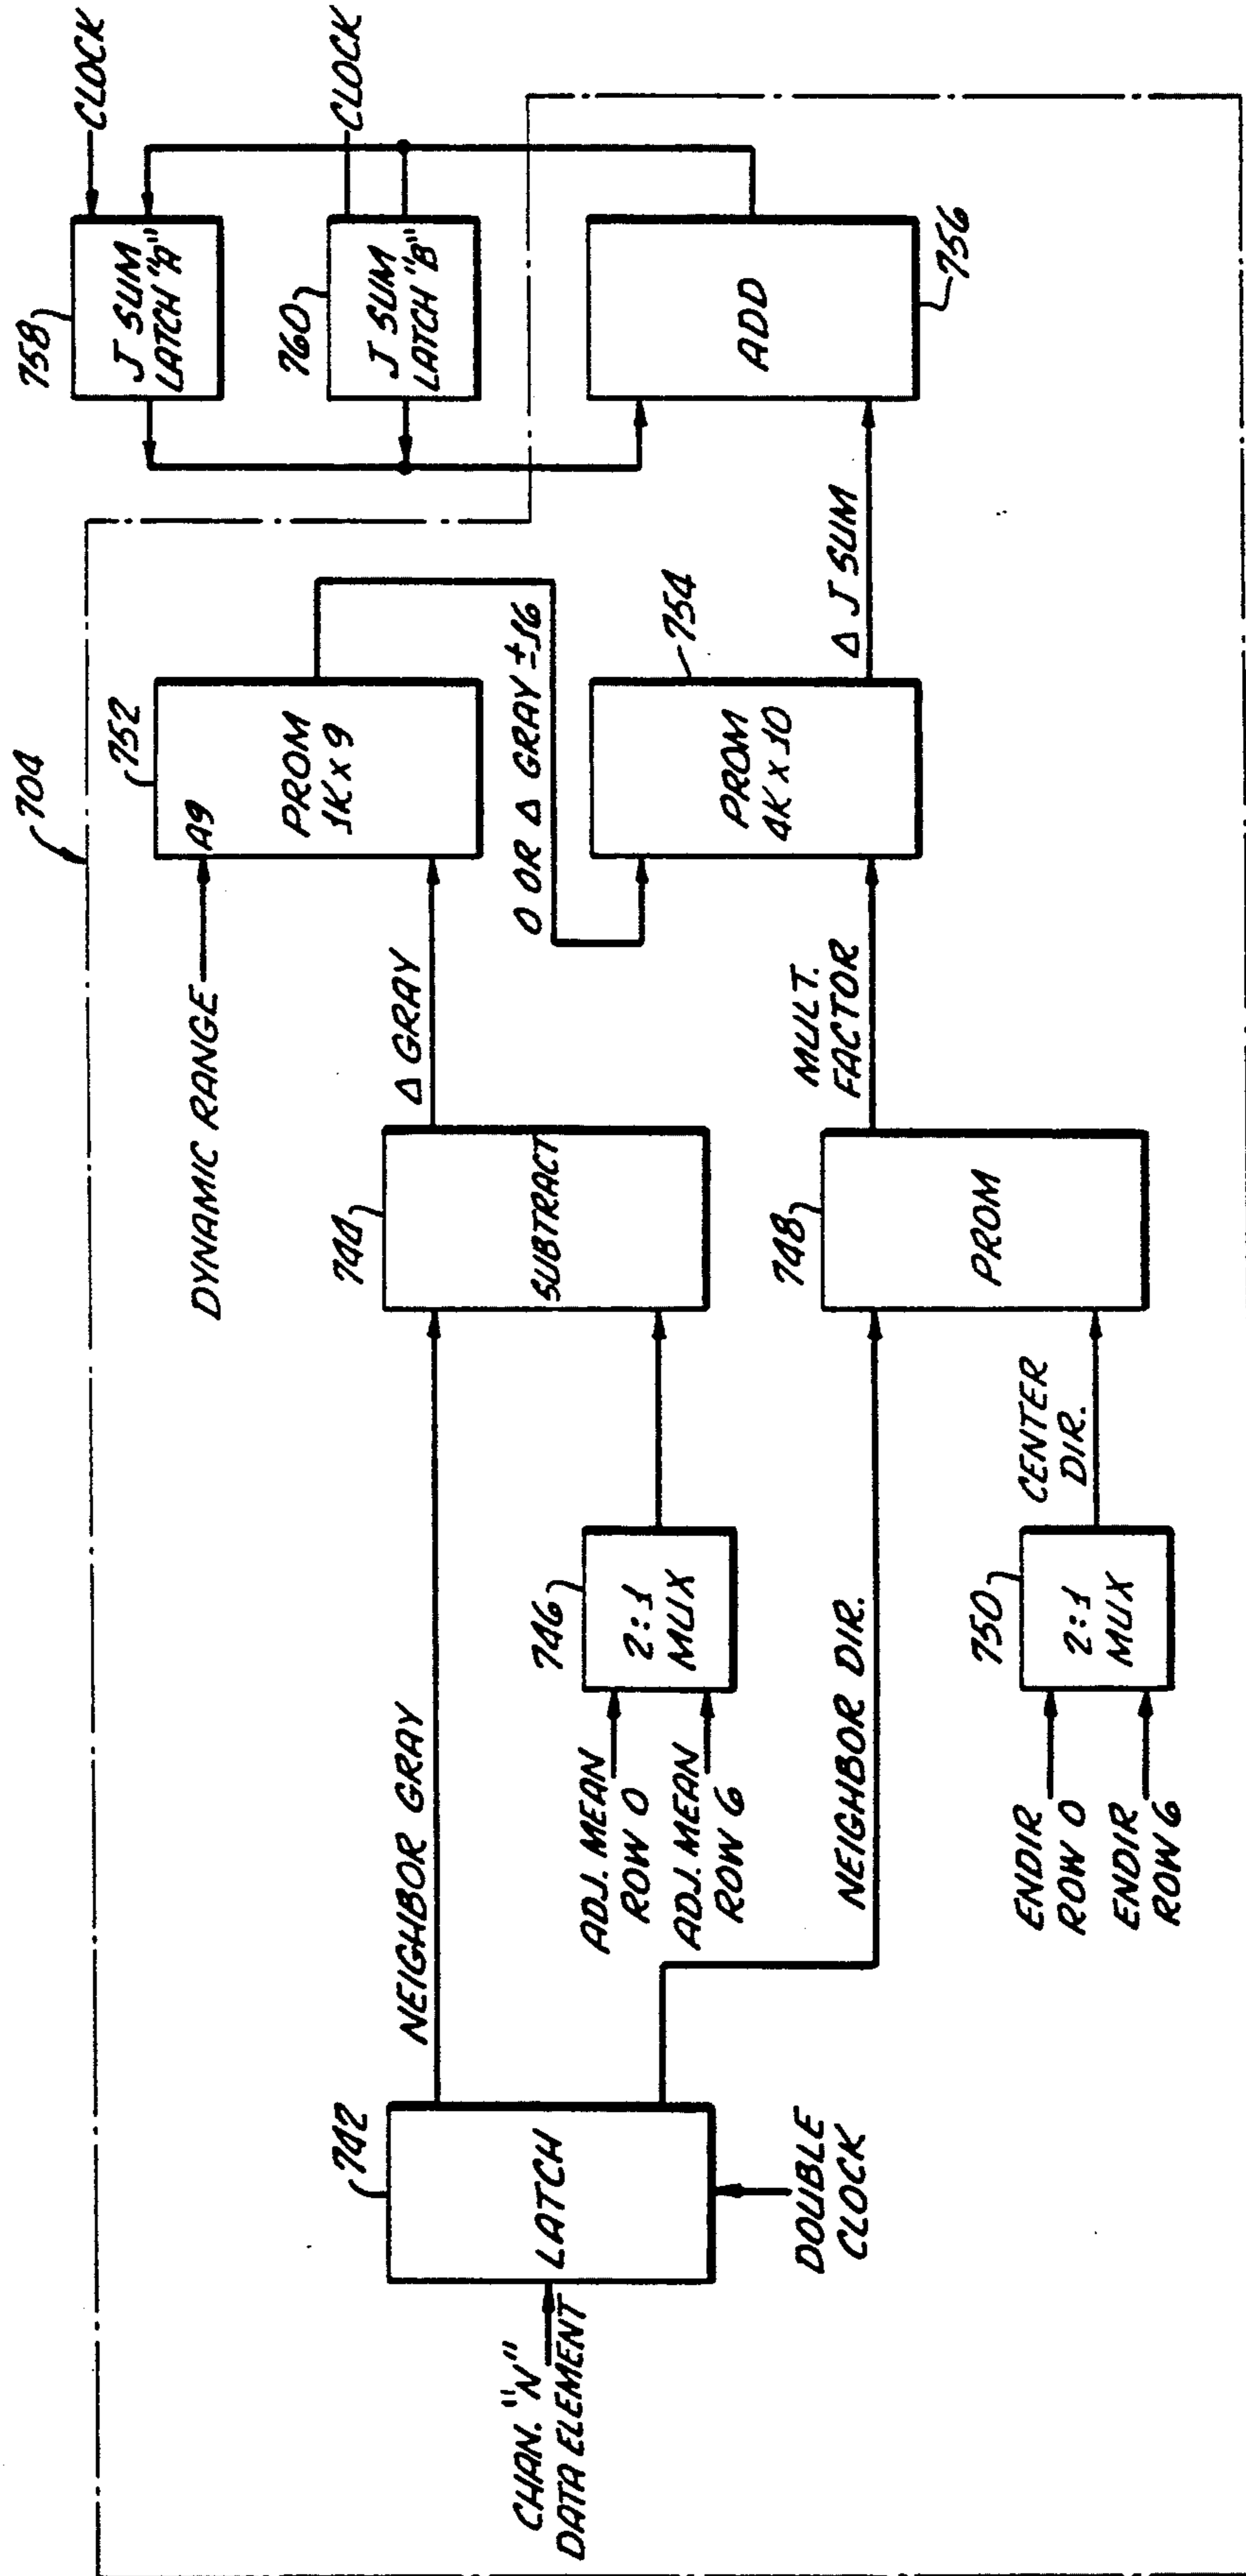 704
CHAN. "N"
DATA ELEMENT
742
LATCH
DOUBLE
CLOCK
NEIGHBOR GRAY
NEIGHBOR DIR.
ADJ. MEAN
ROW 0
ADJ. MEAN
ROW 6
746
2:1
MUX
ENDIR
ROW 0
ENDIR
ROW 6
750
2:1
MUX
CENTER
DIR.
744
SUBTRACT
748
PROM
DYNAMIC RANGE
Δ GRAY
MULT.
FACTOR
752
A9
PROM
1K x 9
0 OR Δ GRAY ±16
754
PROM
4K x 10
Δ J SUM
758
J SUM
LATCH "A"
CLOCK
760
J SUM
LATCH "B"
CLOCK
ADD
756